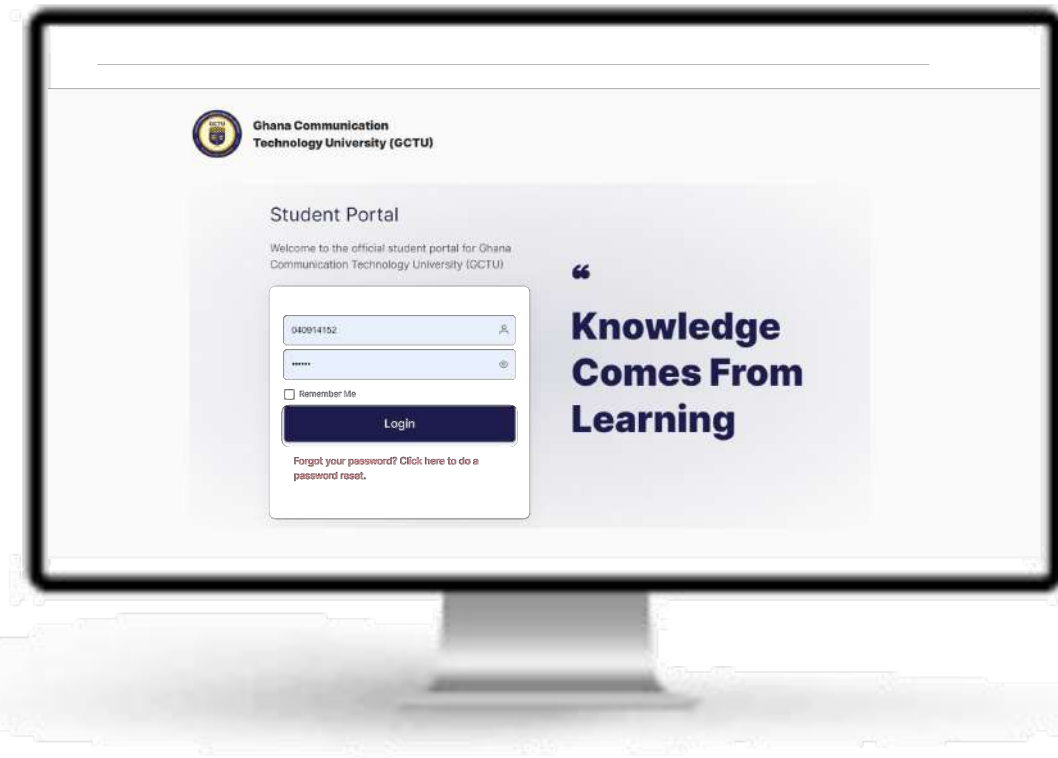 GCTU
Ghana Communication
Technology University (GCTU)
Student Portal
Welcome to the official student portal for Ghana
Communication Technology University (GCTU)
040914152
••••••
Remember Me
Login
Forgot your password? Click here to do a
password reset.
“
Knowledge
Comes From
Learning